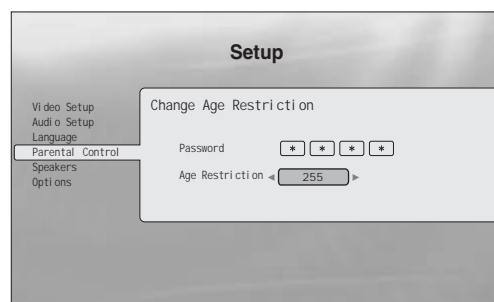 Setup
Video Setup
Audio Setup
Language
Parental Control
Speakers
Options
Change Age Restriction
Password * * * *
Age Restriction ◀ 255 ▶